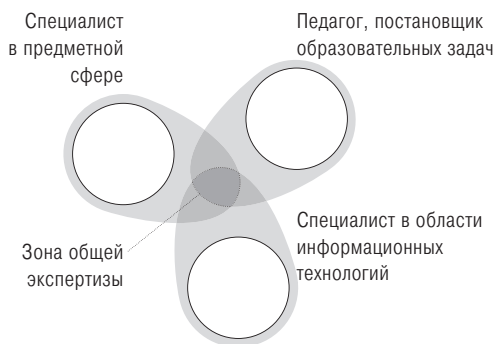 Специалист
в предметной
сфере
Педагог, постановщик
образовательных задач
Зона общей
экспертизы
Специалист в области
информационных
технологий